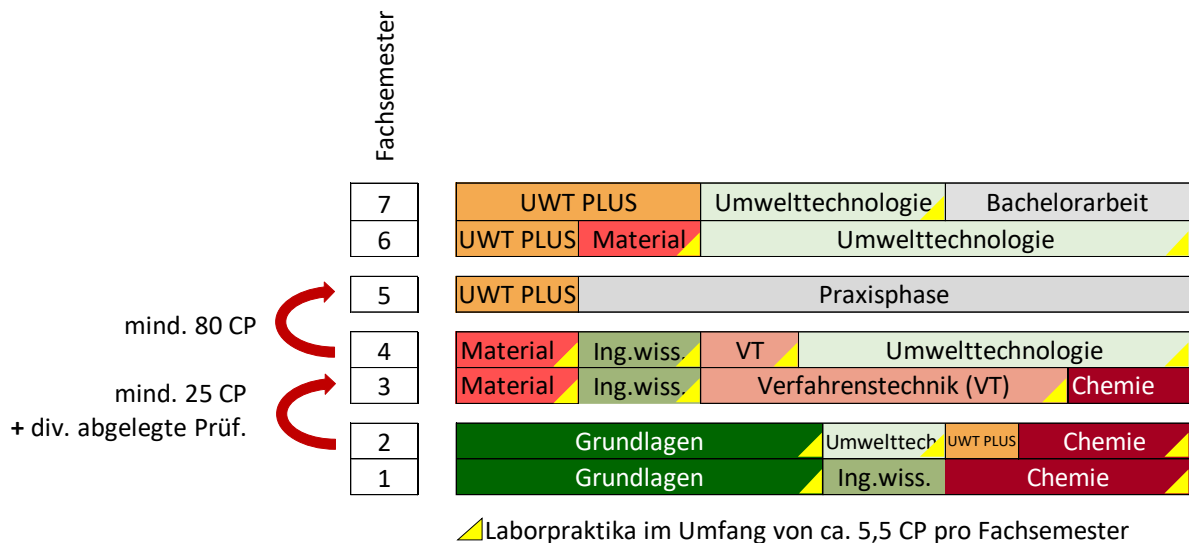 Fachsemester
7 UWT PLUS Umwelttechnologie Bachelorarbeit
6 UWT PLUS Material Umwelttechnologie
5 UWT PLUS Praxisphase
mind. 80 CP
4 Material Ing.wiss. VT Umwelttechnologie
3 Material Ing.wiss. Verfahrenstechnik (VT) Chemie
mind. 25 CP
+ div. abgelegte Prüf.
2 Grundlagen Umwelttech UWT PLUS Chemie
1 Grundlagen Ing.wiss. Chemie
Laborpraktika im Umfang von ca. 5,5 CP pro Fachsemester